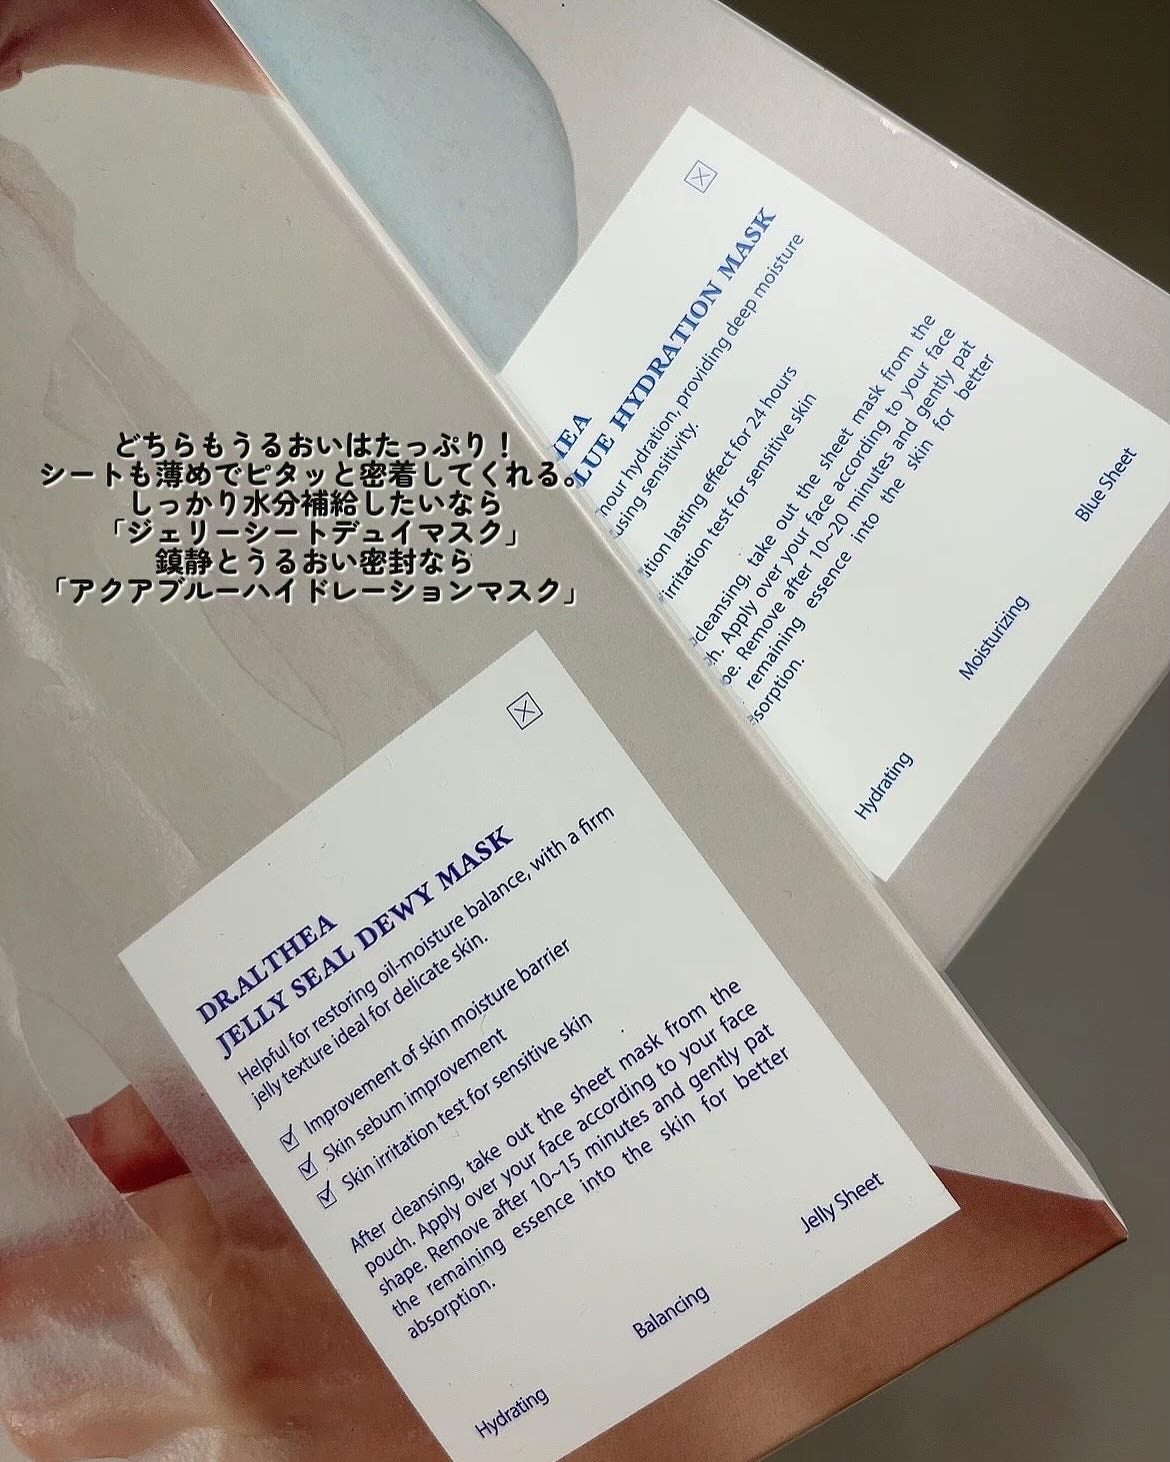 どちらもうるおいはたっぷり！
シートも薄めでピタッと密着してくれる。
しっかり水分補給したいなら
「ジェリーシートデュイマスク」
鎮静とうるおい密封なら
「アクアブルーハイドレーションマスク」
HYDRATION MASK
hour hydration, providing deep moisture
sensitivity.
lasting effect for 24 hours
irritation test for sensitive skin
cleansing, take out the sheet mask from the
Apply over your face according to your face
Remove after 10~20 minutes and gently pat
remaining essence into the skin for better
Hydrating
Moisturizing
Blue Sheet
DR.ALTHEA
JELLY SEAL DEWY MASK
Helpful for restoring oil-moisture balance, with a firm
jelly texture ideal for delicate skin.
Improvement of skin moisture barrier
Skin sebum improvement
Skin irritation test for sensitive skin
After cleansing, take out the sheet mask from the
pouch. Apply over your face according to your face
shape. Remove after 10~15 minutes and gently pat
the remaining essence into the skin for better
absorption.
Hydrating
Balancing
Jelly Sheet